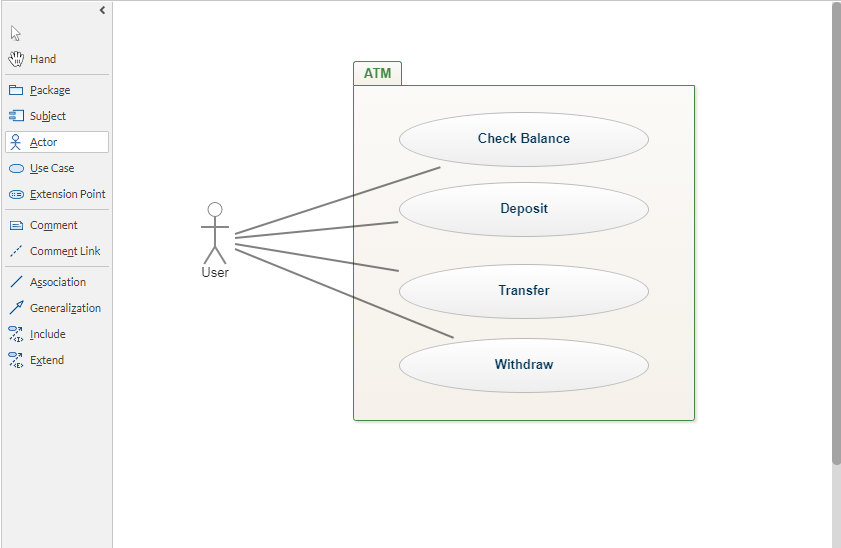 Hand
Package
Subject
Actor
Use Case
Extension Point
Comment
Comment Link
Association
Generalization
Include
Extend
ATM
Check Balance
Deposit
Transfer
Withdraw
User